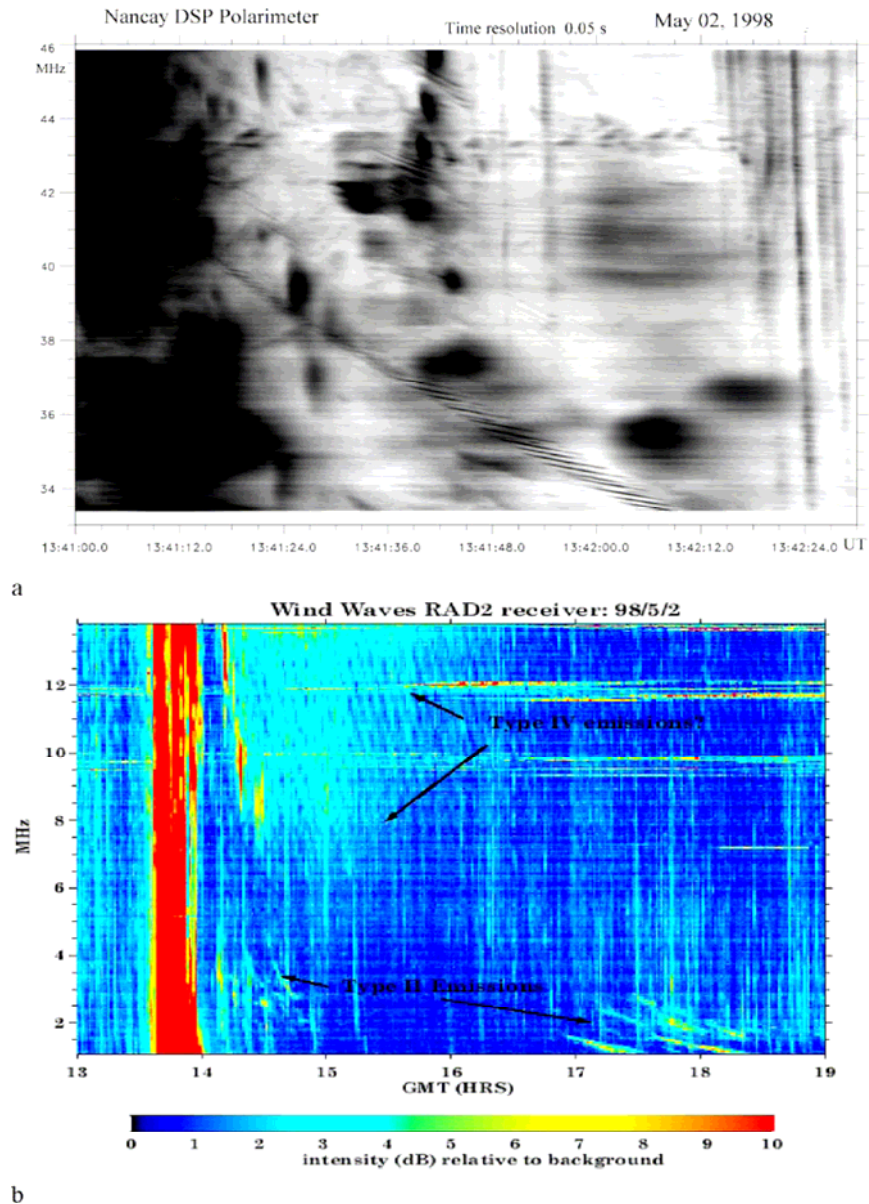 Nancay DSP Polarimeter Time resolution 0.05 s May 02, 1998
46
MHz
44
42
40
38
36
34
13:41:00.0 13:41:12.0 13:41:24.0 13:41:36.0 13:41:48.0 13:42:00.0 13:42:12.0 13:42:24.0 UT
a
Wind Waves RAD2 receiver: 98/5/2
12
10
8
6
4
2
MHz
Type IV emissions?
Type II Emissions
13 14 15 16 17 18 19
GMT (HRS)
0 1 2 3 4 5 6 7 8 9 10
intensity (dB) relative to background
b